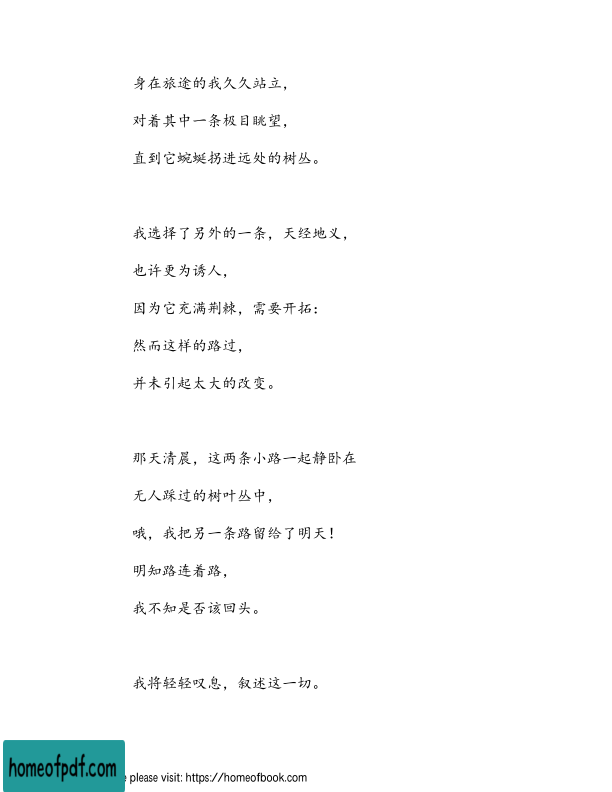 身在旅途的我久久站立，
对着其中一条极目眺望，
直到它蜿蜒拐进远处的树丛。
我选择了另外的一条，天经地义，
也许更为诱人，
因为它充满荆棘，需要开拓：
然而这样的路过，
并未引起太大的改变。
那天清晨，这两条小路一起静卧在
无人踩过的树叶丛中，
哦，我把另一条路留给了明天！
明知路连着路，
我不知是否该回头。
我将轻轻叹息，叙述这一切。
homeofpdf.com
please visit: https://homeofbook.com